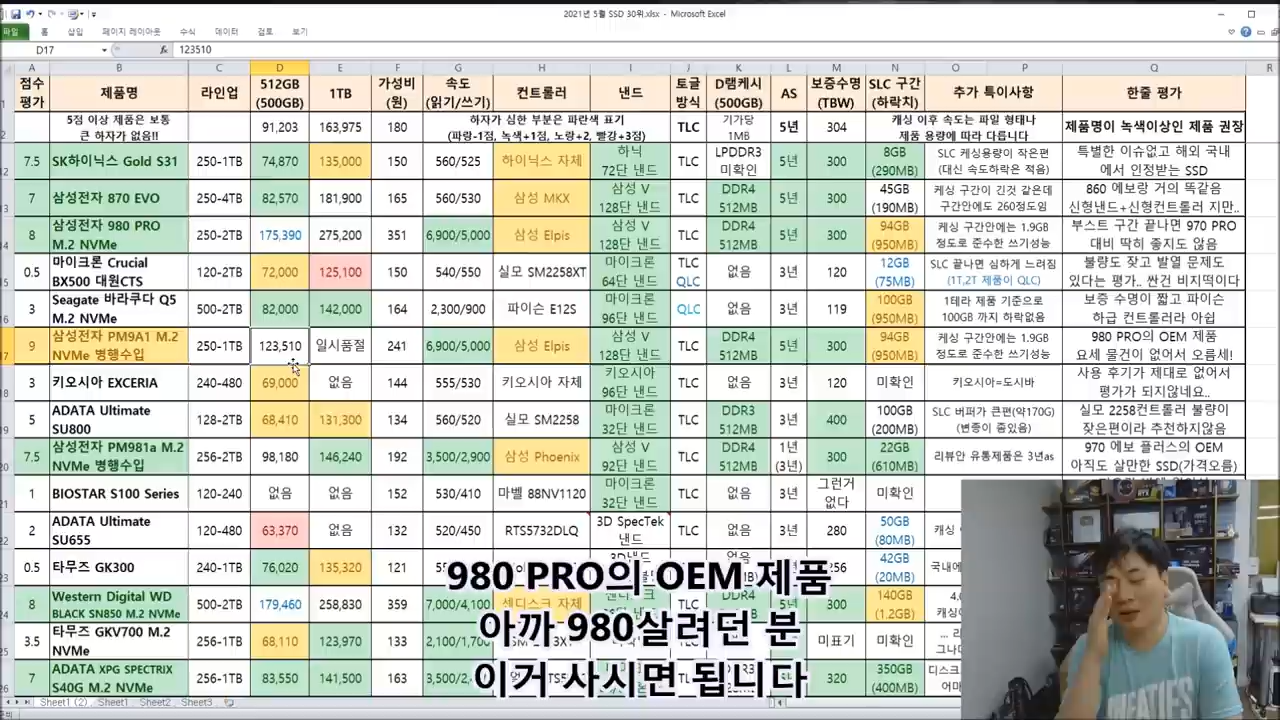 2021년 5월 SSD 30위.xlsx - Microsoft Excel
파일 홈 삽입 페이지 레이아웃 수식 데이터 검토 보기
D17 fx 123510
A B C D E F G H I J K L M N O P Q R
점수 평가 제품명 라인업 512GB (500GB) 1TB 가성비 (원) 속도 (읽기/쓰기) 컨트롤러 낸드 토글 방식 D램케시 (500GB) AS 보증수명 (TBW) SLC 구간 (하락치) 추가 특이사항 한줄 평가
5점 이상 제품은 보통 큰 하자가 없음!! 91,203 163,975 180 하자가 심한 부분은 파란색 표기 (파랑-1점, 녹색+1점, 노랑+2, 빨강+3점) TLC 기가당 1MB 5년 304 캐싱 이후 속도는 파일 형태나 제품 용량에 따라 다릅니다 제품명이 녹색이상인 제품 권장
7.5 SK하이닉스 Gold S31 250-1TB 74,870 135,000 150 560/525 하이닉스 자체 하닉 72단 낸드 TLC LPDDR3 미확인 5년 300 8GB (290MB) SLC 케싱용량이 작은편 (대신 속도하락은 적음) 특별한 이슈없고 해외 국내에서 인정받는 SSD
7 삼성전자 870 EVO 250-4TB 82,570 181,900 165 560/530 삼성 MKX 삼성 V 128단 낸드 TLC DDR4 512MB 5년 300 45GB (190MB) 케싱 구간이 긴것 같은데 구간안에도 260정도임 860 에보랑 거의 똑같음 신형낸드+신형컨트롤러 지만..
8 삼성전자 980 PRO M.2 NVMe 250-2TB 175,390 275,200 351 6,900/5,000 삼성 Elpis 삼성 V 128단 낸드 TLC DDR4 512MB 5년 300 94GB (950MB) 케싱 구간안에는 1.9GB 정도로 준수한 쓰기성능 부스트 구간 끝나면 970 PRO 대비 딱히 좋지도 않음
0.5 마이크론 Crucial BX500 대원CTS 120-2TB 72,000 125,100 150 540/550 실모 SM2258XT 마이크론 64단 낸드 TLC QLC 없음 3년 120 12GB (75MB) SLC 끝나면 심하게 느려짐 (1T,2T 제품이 QLC) 불량도 잦고 발열 문제도 있다는 평가.. 싼건 비지떡이다
3 Seagate 바라쿠다 Q5 M.2 NVMe 500-2TB 82,000 142,000 164 2,300/900 파이슨 E12S 마이크론 96단 낸드 QLC 없음 3년 119 100GB (950MB) 1테라 제품 기준으로 100GB 까지 하락없음 보증 수명이 짧고 파이슨 하급 컨트롤러라 아쉽
9 삼성전자 PM9A1 M.2 NVMe 병행수입 250-1TB 123,510 일시품절 241 6,900/5,000 삼성 Elpis 삼성 V 128단 낸드 TLC DDR4 512MB 5년 300 94GB (950MB) 케싱 구간안에는 1.9GB 정도로 준수한 쓰기성능 980 PRO의 OEM 제품 요세 물건이 없어서 오름세!
3 키오시아 EXCERIA 240-480 69,000 없음 144 555/530 키오시아 자체 키오시아 96단 낸드 TLC 없음 3년 120 미확인 키오시아=도시바 사용 후기가 제대로 없어서 평가가 되지않네요..
5 ADATA Ultimate SU800 128-2TB 68,410 131,300 134 560/520 실모 SM2258 마이크론 32단 낸드 TLC DDR3 512MB 3년 400 100GB (200MB) SLC 버퍼가 큰편(약170G) (변종이 좀있음) 실모 2258컨트롤러 불량이 잦은편이라 추천하지않음
7.5 삼성전자 PM981a M.2 NVMe 병행수입 256-2TB 98,180 146,240 192 3,500/2,900 삼성 Phoenix 삼성 V 92단 낸드 TLC DDR4 512MB 1년 (3년) 300 22GB (610MB) 리뷰안 유통제품은 3년as 970 에보 플러스의 OEM 아직도 살만한 SSD(가격오름)
1 BIOSTAR S100 Series 120-240 없음 없음 152 530/410 마벨 88NV1120 마이크론 32단 낸드 TLC 없음 3년 그런거 없다 미확인
2 ADATA Ultimate SU655 120-480 63,370 없음 132 520/450 RTS5732DLQ 3D SpecTek 낸드 TLC 없음 3년 280 50GB (80MB) 캐싱
0.5 타무즈 GK300 240-1TB 76,020 135,320 121 TLC 없음 256 42GB (20MB) 국내에
8 Western Digital WD BLACK SN850 M.2 NVMe 500-2TB 179,460 258,830 359 7,000/4,100 샌디스크 자체 300 140GB (1.2GB)
3.5 타무즈 GKV700 M.2 NVMe 256-1TB 68,110 123,970 133 2,100/1,700 미표기 미확인
7 ADATA XPG SPECTRIX S40G M.2 NVMe 256-1TB 83,550 141,500 163 320 350GB (400MB) 디스크
980 PRO의 OEM 제품
아까 980살려던 분
이거 사시면 됩니다
Sheet1 (2) Sheet1 Sheet2 Sheet3